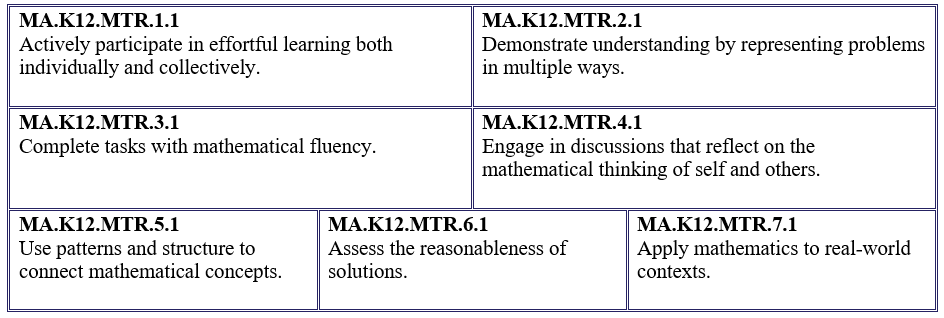 MA.K12.MTR.1.1
Actively participate in effortful learning both
individually and collectively.
MA.K12.MTR.2.1
Demonstrate understanding by representing problems
in multiple ways.
MA.K12.MTR.3.1
Complete tasks with mathematical fluency.
MA.K12.MTR.4.1
Engage in discussions that reflect on the
mathematical thinking of self and others.
MA.K12.MTR.5.1
Use patterns and structure to
connect mathematical concepts.
MA.K12.MTR.6.1
Assess the reasonableness of
solutions.
MA.K12.MTR.7.1
Apply mathematics to real-world
contexts.